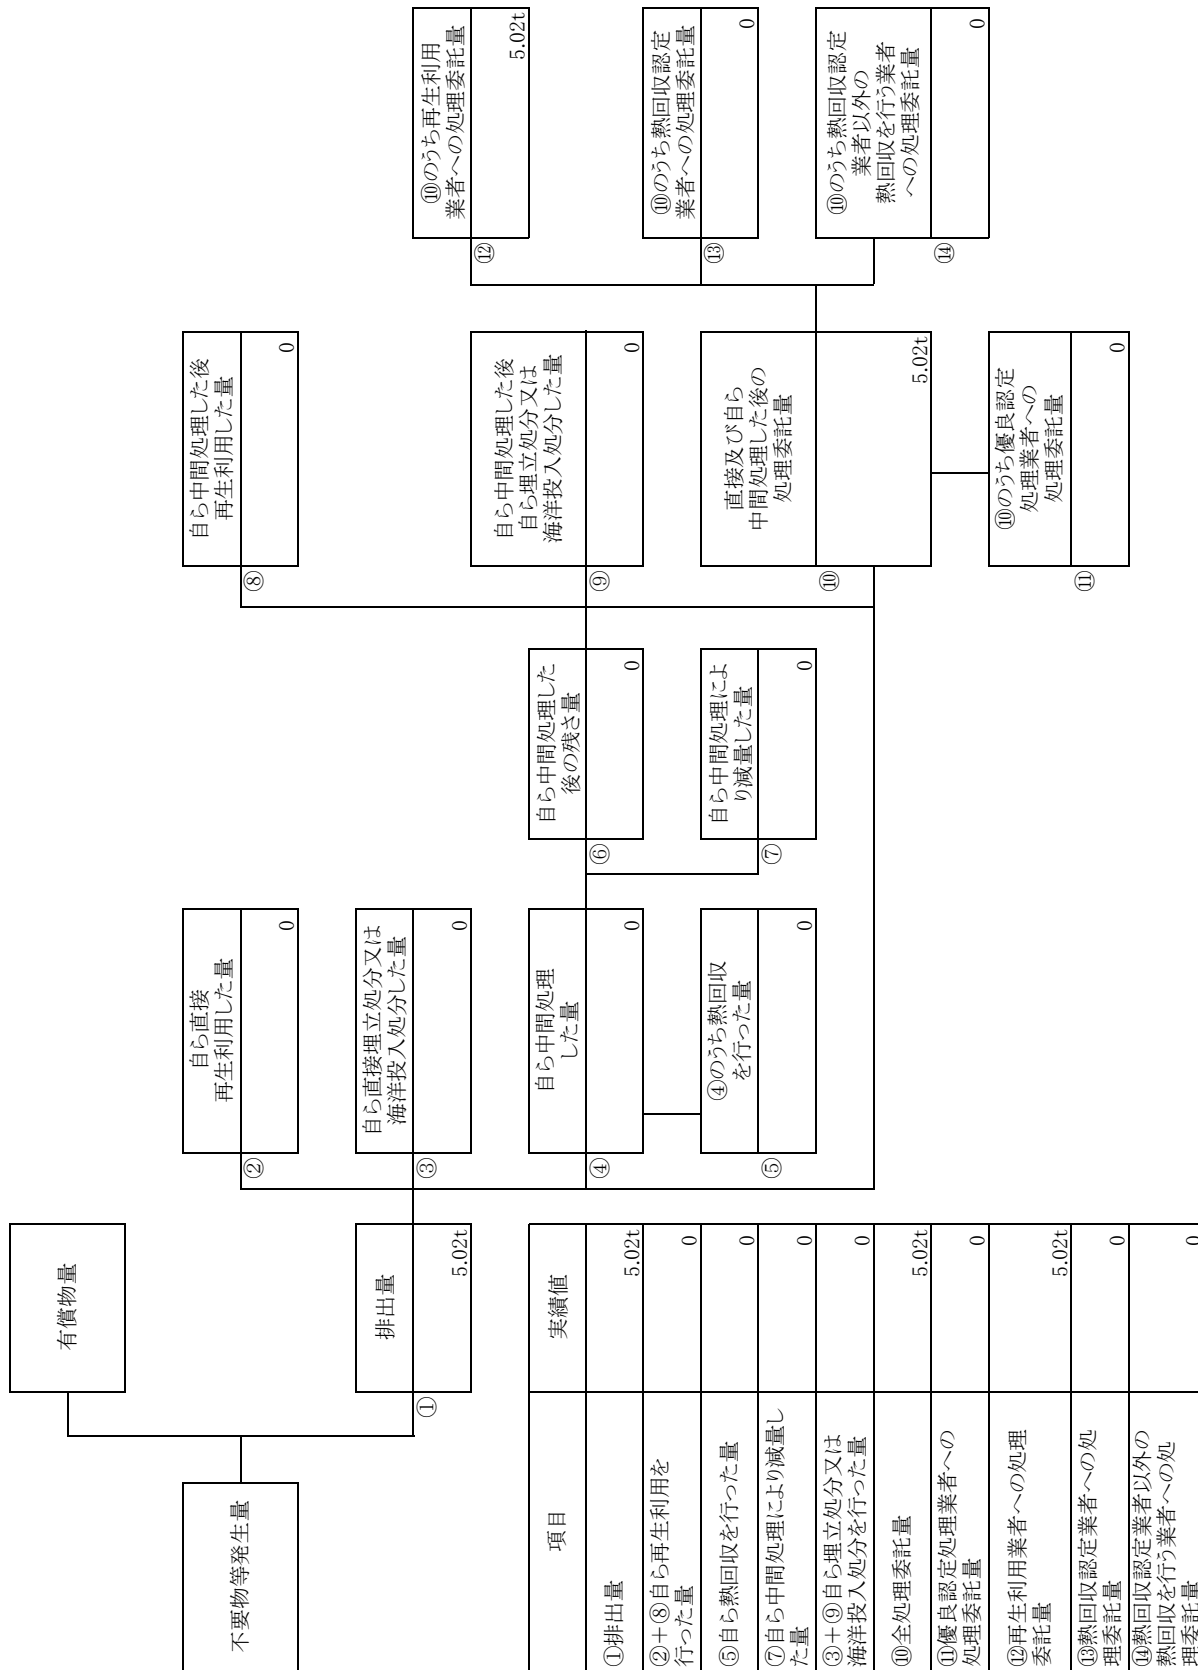 不要物等発生量
有償物量
①
排出量
5.02t
②
自ら直接
再生利用した量
0
③
自ら直接埋立処分又は
海洋投入処分した量
0
④
自ら中間処理
した量
0
⑤
④のうち熱回収
を行った量
0
⑥
自ら中間処理した
後の残さ量
0
⑦
自ら中間処理によ
り減量した量
0
⑧
自ら中間処理した後
再生利用した量
0
⑨
自ら中間処理した後
自ら埋立処分又は
海洋投入処分した量
0
⑩
直接及び自ら
中間処理した後の
処理委託量
5.02t
⑪
⑩のうち優良認定
処理業者への
処理委託量
0
⑫
⑩のうち再生利用
業者への処理委託量
5.02t
⑬
⑩のうち熱回収認定
業者への処理委託量
0
⑭
⑩のうち熱回収認定
業者以外の
熱回収を行う業者
への処理委託量
0
項目 実績値
①排出量 5.02t
②+⑧自ら再生利用を
行った量 0
⑤自ら熱回収を行った量 0
⑦自ら中間処理により減量し
た量 0
③+⑨自ら埋立処分又は
海洋投入処分を行った量 0
⑩全処理委託量 5.02t
⑪優良認定処理業者への
処理委託量 0
⑫再生利用業者への処理
委託量 5.02t
⑬熱回収認定業者への処
理委託量 0
⑭熱回収認定業者以外の
熱回収を行う業者への処
理委託量 0